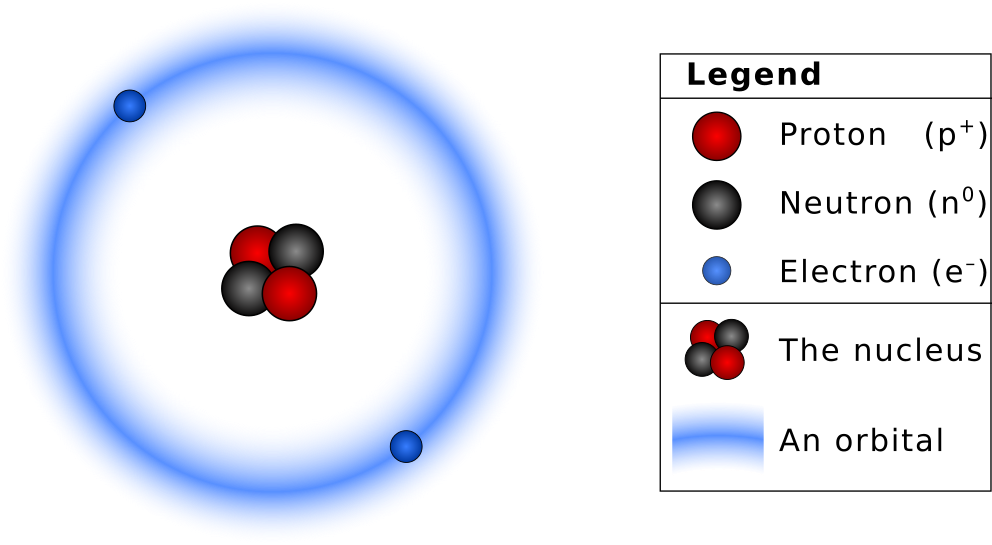 Legend
Proton (p⁺)
Neutron (n⁰)
Electron (e⁻)
The nucleus
An orbital